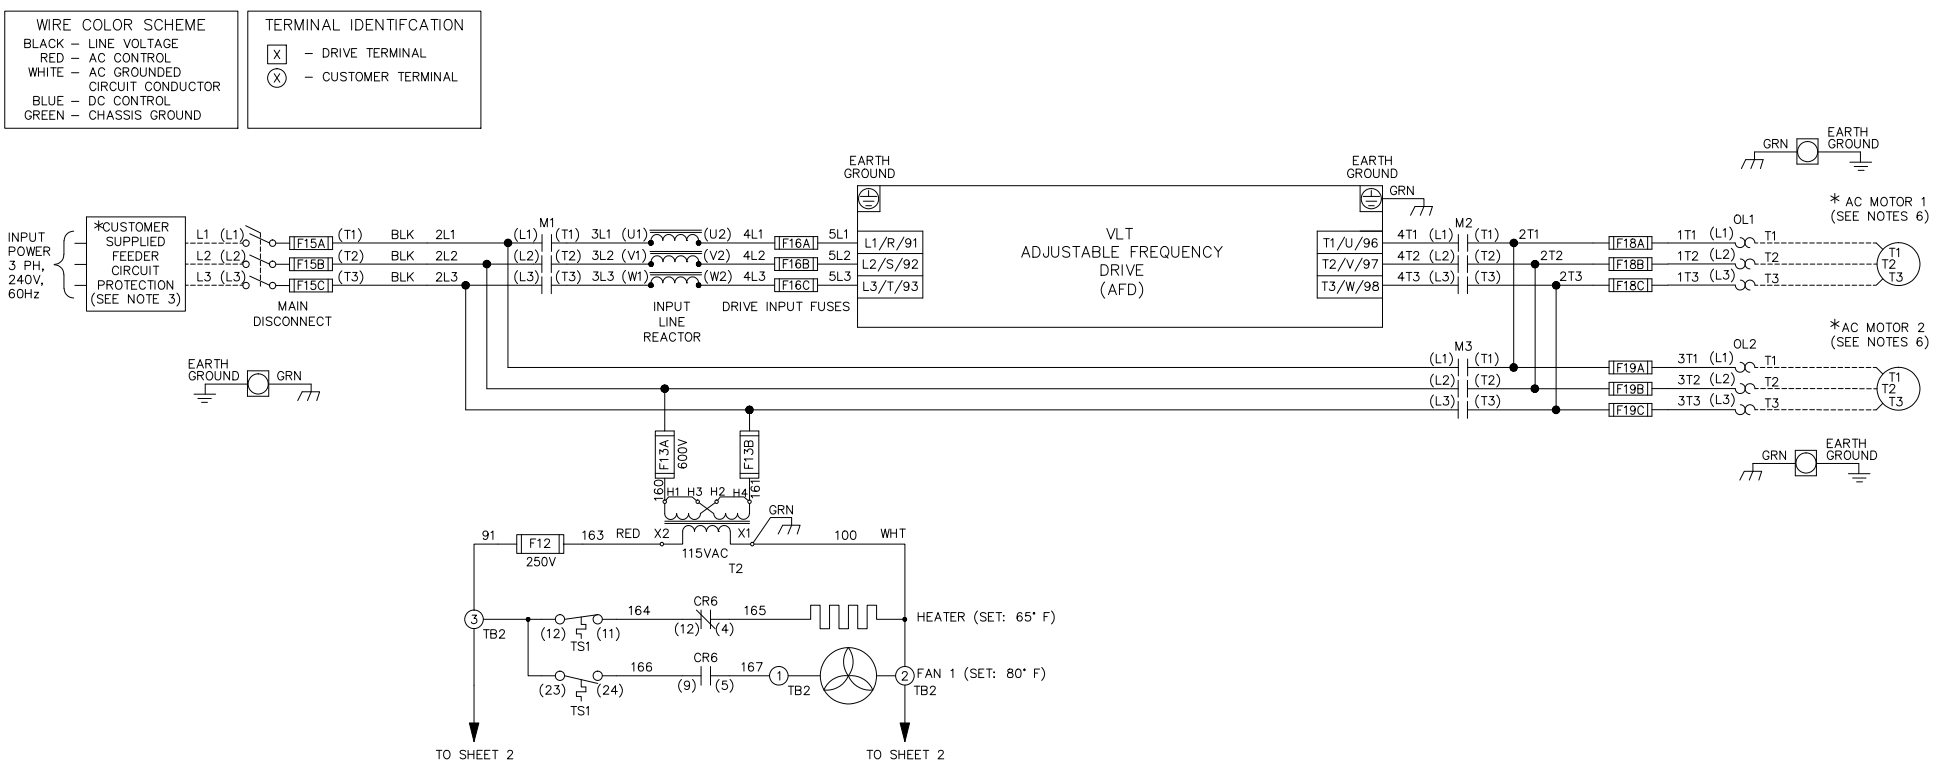 WIRE COLOR SCHEME
BLACK – LINE VOLTAGE
RED – AC CONTROL
WHITE – AC GROUNDED
CIRCUIT CONDUCTOR
BLUE – DC CONTROL
GREEN – CHASSIS GROUND
TERMINAL IDENTIFCATION
X – DRIVE TERMINAL
X – CUSTOMER TERMINAL
INPUT
POWER
3 PH,
240V,
60Hz
*CUSTOMER
SUPPLIED
FEEDER
CIRCUIT
PROTECTION
(SEE NOTE 3)
L1 (L1) F15A (T1) BLK 2L1 (L1) M1 (T1) 3L1 (U1) (U2) 4L1 F16A 5L1 L1/R/91
L2 (L2) F15B (T2) BLK 2L2 (L2) (T2) 3L2 (V1) (V2) 4L2 F16B 5L2 L2/S/92
L3 (L3) F15C (T3) BLK 2L3 (L3) (T3) 3L3 (W1) (W2) 4L3 F16C 5L3 L3/T/93
MAIN
DISCONNECT
INPUT
LINE
REACTOR
DRIVE INPUT FUSES
EARTH
GROUND
VLT
ADJUSTABLE FREQUENCY
DRIVE
(AFD)
EARTH
GROUND
GRN
T1/U/96 4T1 (L1) M2 (T1) 2T1 F18A 1T1 (L1) OL1 T1
T2/V/97 4T2 (L2) (T2) 2T2 F18B 1T2 (L2) T2
T3/W/98 4T3 (L3) (T3) 2T3 F18C 1T3 (L3) T3
GRN
EARTH
GROUND
* AC MOTOR 1
(SEE NOTES 6)
T1
T2
T3
(L1) M3 (T1) F19A 3T1 (L1) OL2 T1
(L2) (T2) F19B 3T2 (L2) T2
(L3) (T3) F19C 3T3 (L3) T3
*AC MOTOR 2
(SEE NOTES 6)
T1
T2
T3
GRN
EARTH
GROUND
EARTH
GROUND
GRN
F13A
600V
F13B
160
161
H1 H3 H2 H4
GRN
91 F12 163 RED X2 X1 100 WHT
250V
115VAC
T2
3
TB2
(12) (11)
TS1
164
CR6
(12) (4)
165
HEATER (SET: 65° F)
(23) (24)
TS1
166
CR6
(9) (5)
167
1
TB2
2
TB2
FAN 1 (SET: 80° F)
TO SHEET 2
TO SHEET 2